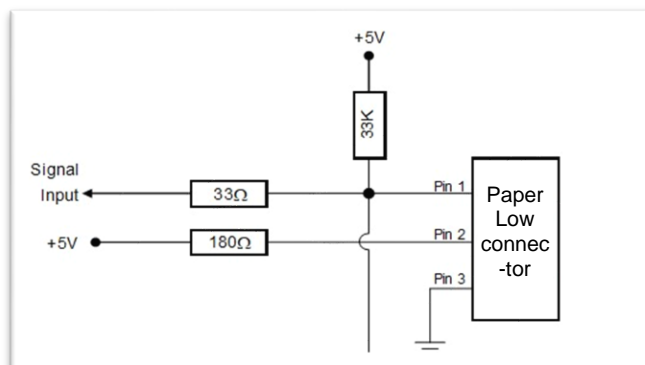 +5V
33K
Signal
Input
33Ω
Pin 1
Paper
Low
connec
-tor
+5V
180Ω
Pin 2
Pin 3